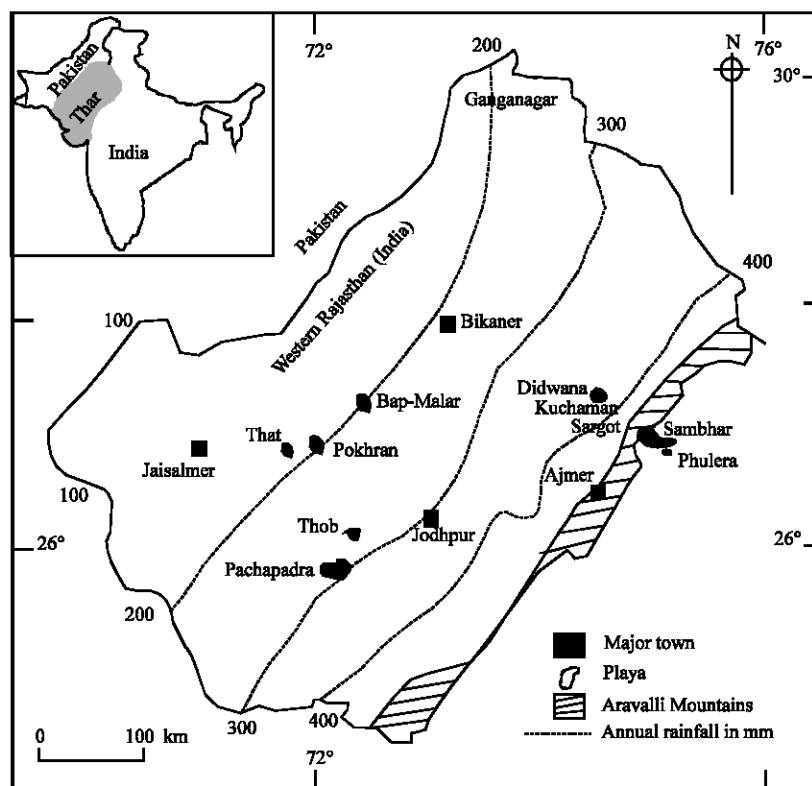 72°
200
76°
30°
N
Pakistan
Thar
India
Ganganagar
300
Pakistan
Western Rajasthan (India)
400
100
Bikaner
Didwana
Kuchaman
Sargot
Sambhar
Phulera
Bap-Malar
That
Pokhran
Jaisalmer
Ajmer
100
Thob
Jodhpur
26°
26°
Pachapadra
200
Major town
Playa
Aravalli Mountains
Annual rainfall in mm
300
400
0
100 km
72°